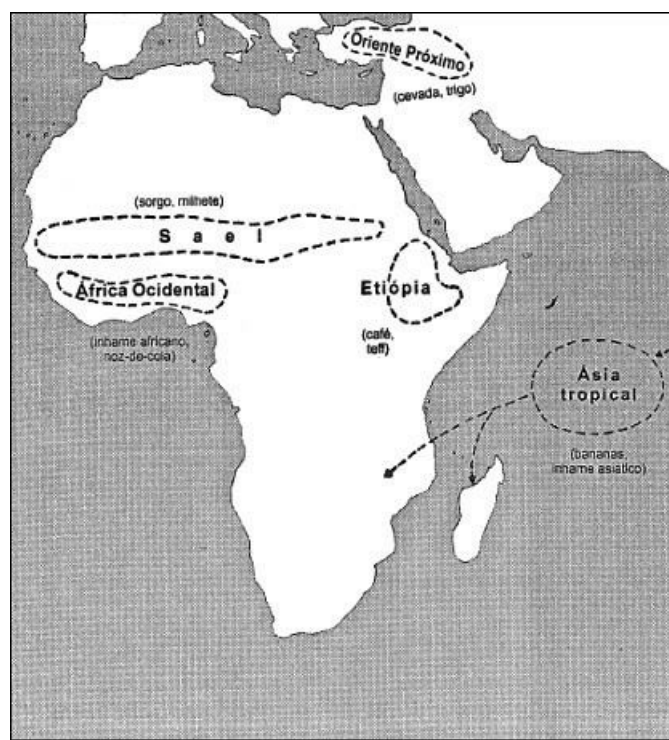 Oriente Próximo
(cevada, trigo)
(sorgo, milhete)
S a e l
África Ocidental
(inhame africano,
noz-de-cola)
Etiópia
(café,
teff)
Ásia
tropical
(bananas,
inhame asiático)